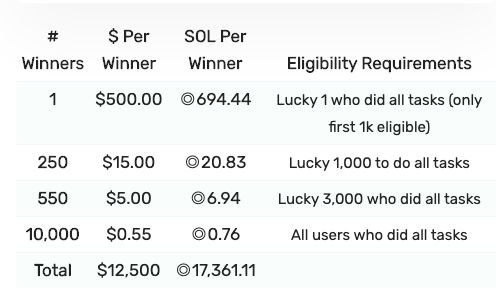 # $ Per SOL Per
Winners Winner Winner Eligibility Requirements
1 $500.00 ◎694.44 Lucky 1 who did all tasks (only
first 1k eligible)
250 $15.00 ◎20.83 Lucky 1,000 to do all tasks
550 $5.00 ◎6.94 Lucky 3,000 who did all tasks
10,000 $0.55 ◎0.76 All users who did all tasks
Total $12,500 ◎17,361.11